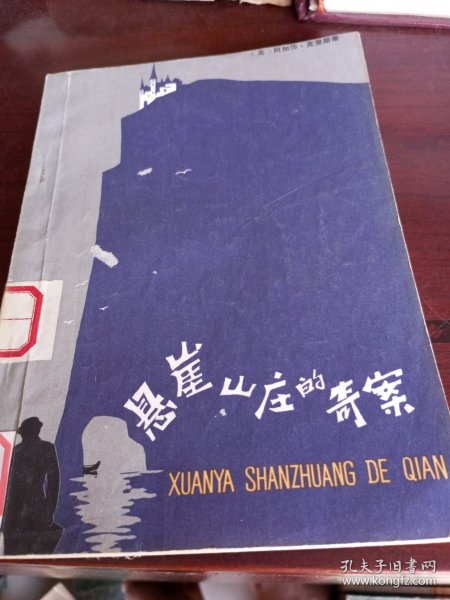 〔英〕阿加莎·克里斯蒂
悬崖山庄的奇案
XUANYA SHANZHUANG DE QIAN
孔夫子旧书网
www.kongfz.com